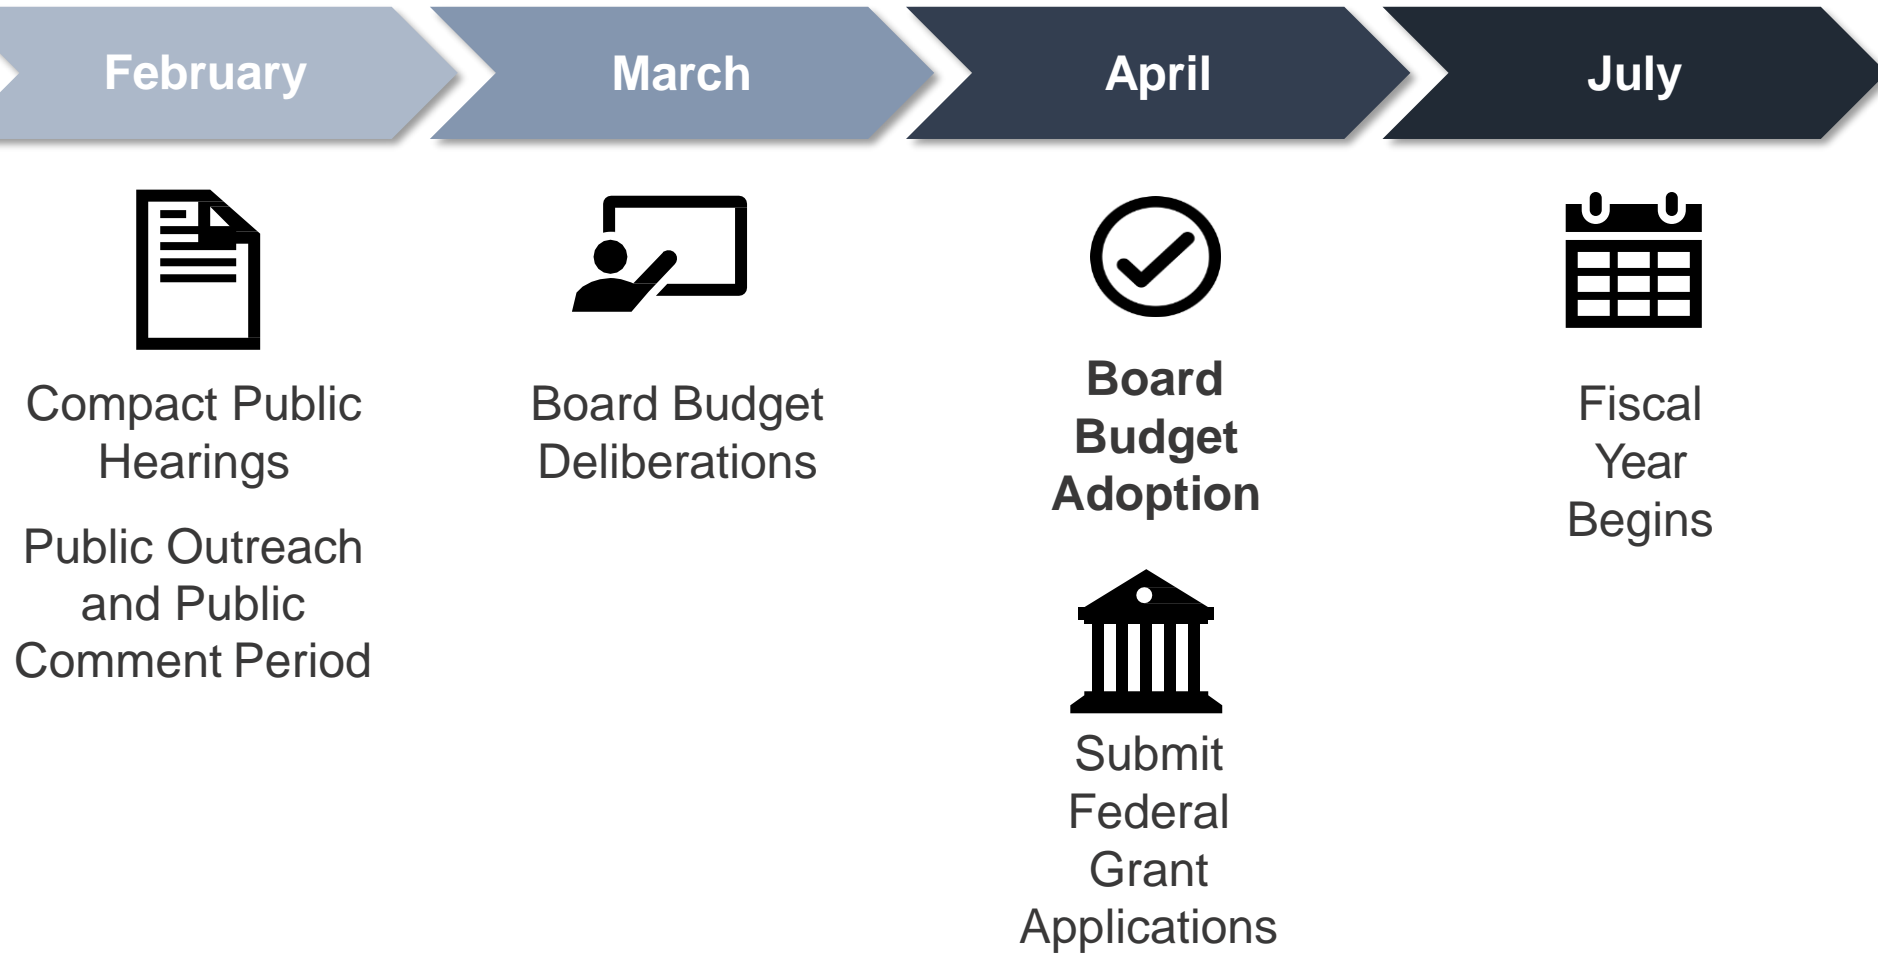 February
March
April
July
Compact Public
Hearings
Public Outreach
and Public
Comment Period
Board Budget
Deliberations
Board
Budget
Adoption
Submit
Federal
Grant
Applications
Fiscal
Year
Begins